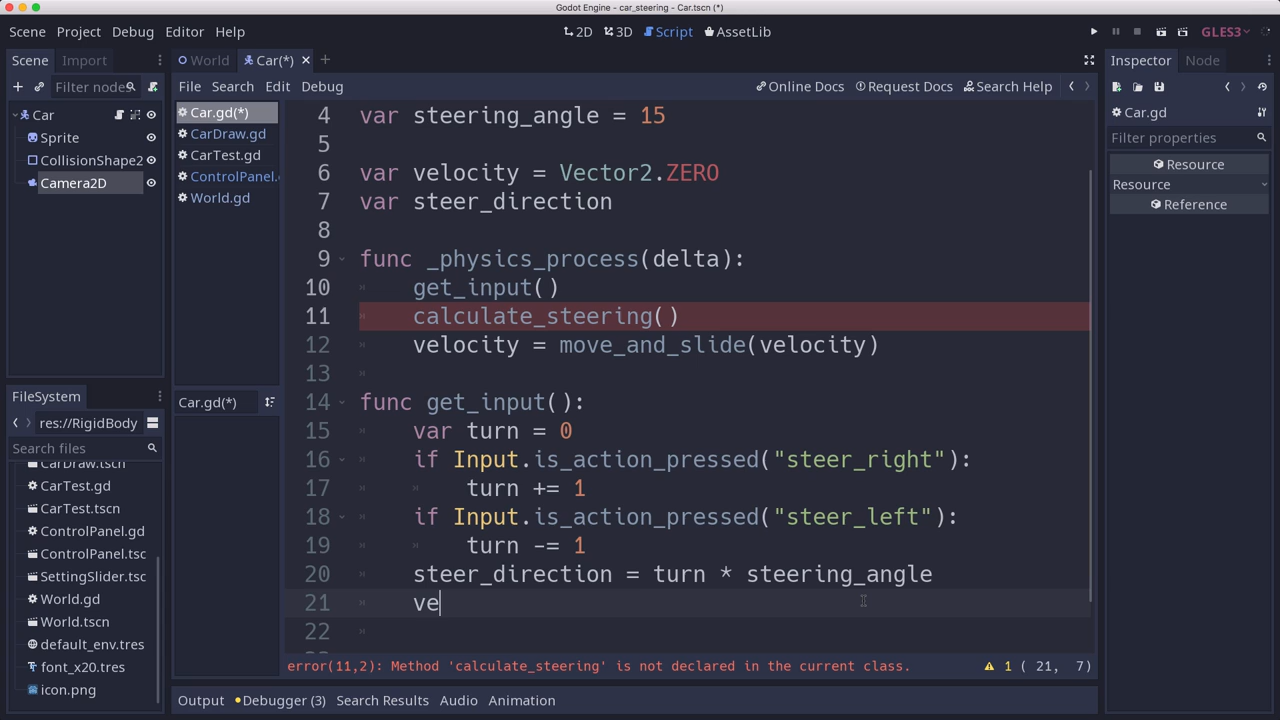 Godot Engine - car_steering - Car.tscn (*)
Scene Project Debug Editor Help
2D 3D Script AssetLib
GLES3
Scene Import
World Car(*)
Inspector Node
Filter nodes
File Search Edit Debug
Online Docs Request Docs Search Help
Car
Sprite
CollisionShape2
Camera2D
Car.gd(*)
CarDraw.gd
CarTest.gd
ControlPanel.
World.gd
Car.gd(*)
Car.gd
Filter properties
Resource
Resource
Reference
4 var steering_angle = 15
5
6 var velocity = Vector2.ZERO
7 var steer_direction
8
9 func _physics_process(delta):
10 get_input()
11 calculate_steering()
12 velocity = move_and_slide(velocity)
13
14 func get_input():
15 var turn = 0
16 if Input.is_action_pressed("steer_right"):
17 turn += 1
18 if Input.is_action_pressed("steer_left"):
19 turn -= 1
20 steer_direction = turn * steering_angle
21 ve
22
FileSystem
res://RigidBody
Search files
CarDraw.tscn
CarTest.gd
CarTest.tscn
ControlPanel.gd
ControlPanel.tsc
SettingSlider.tsc
World.gd
World.tscn
default_env.tres
font_x20.tres
icon.png
error(11,2): Method 'calculate_steering' is not declared in the current class.
1 ( 21, 7)
Output Debugger (3) Search Results Audio Animation